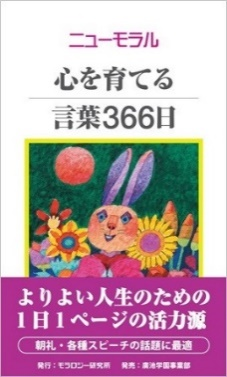 ニューモラル
心を育てる
言葉366日
よりよい人生のための
1日1ページの活力源
朝礼・各種スピーチの話題に最適
発行：モラロジー研究所　発売：廣池学園事業部